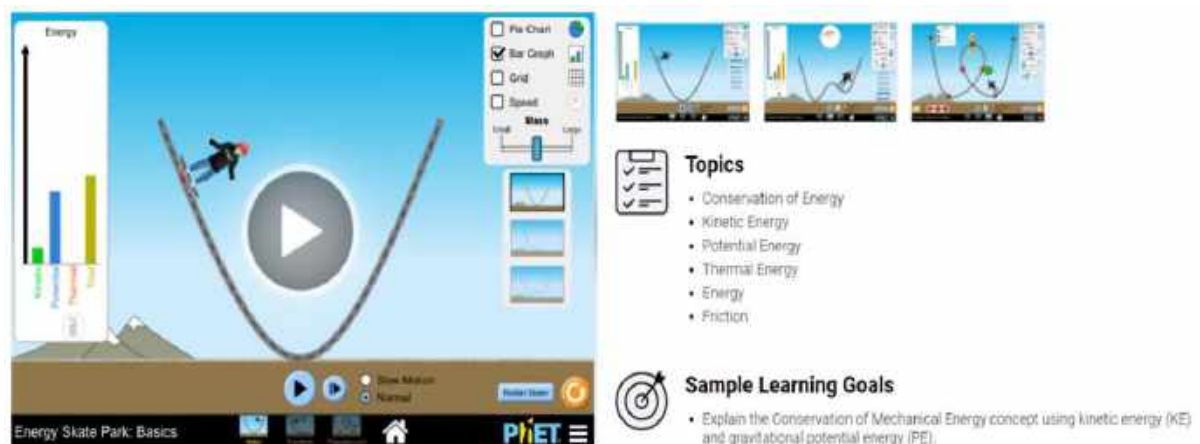 Energy
Kinetic
Potential
Thermal
Total
Pie Chart
Bar Graph
Grid
Speed
Mass
Small Large
Slow Motion
Normal
Restart Skater
Energy Skate Park: Basics
PhET
Topics
• Conservation of Energy
• Kinetic Energy
• Potential Energy
• Thermal Energy
• Energy
• Friction
Sample Learning Goals
• Explain the Conservation of Mechanical Energy concept using kinetic energy (KE)
and gravitational potential energy (PE).